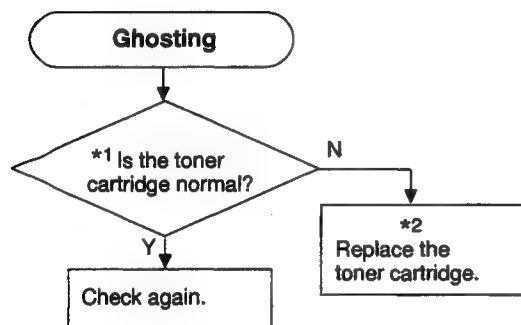 Ghosting
*1 Is the toner
cartridge normal?
N
*2
Replace the
toner cartridge.
Y
Check again.